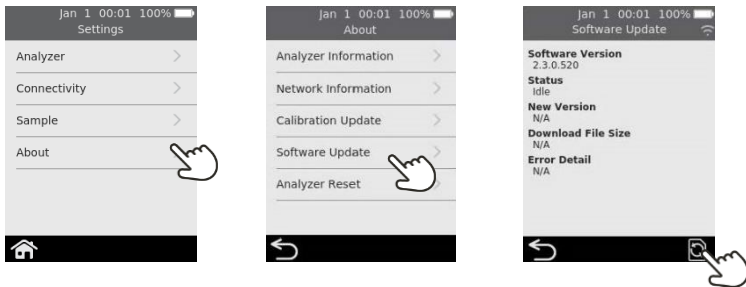 Jan 1 00:01 100%
Settings
Analyzer
Connectivity
Sample
About
Jan 1 00:01 100%
About
Analyzer Information
Network Information
Calibration Update
Software Update
Analyzer Reset
Jan 1 00:01 100%
Software Update
Software Version
2.3.0.520
Status
Idle
New Version
N/A
Download File Size
N/A
Error Detail
N/A